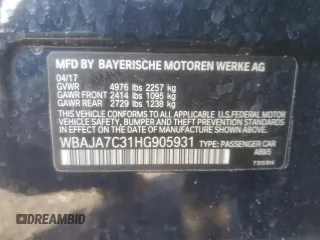 MFD BY BAYERISCHE MOTOREN WERKE AG
04/17
GVWR 4976 lbs 2257 kg
GAWR FRONT 2414 lbs 1095 kg
GAWR REAR 2729 lbs 1238 kg
THIS VEHICLE CONFORMS TO ALL APPLICABLE U.S. FEDERAL
MOTOR VEHICLE SAFETY, BUMPER, AND THEFT PREVENTION
STANDARDS IN EFFECT ON THE DATE OF MANUFACTURE
SHOWN ABOVE.
WBAJA7C31HG905931 TYPE: PASSENGER CAR
DREAMBID